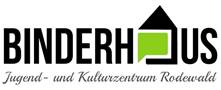 BINDERHAUS
Jugend- und Kulturzentrum Rodewald